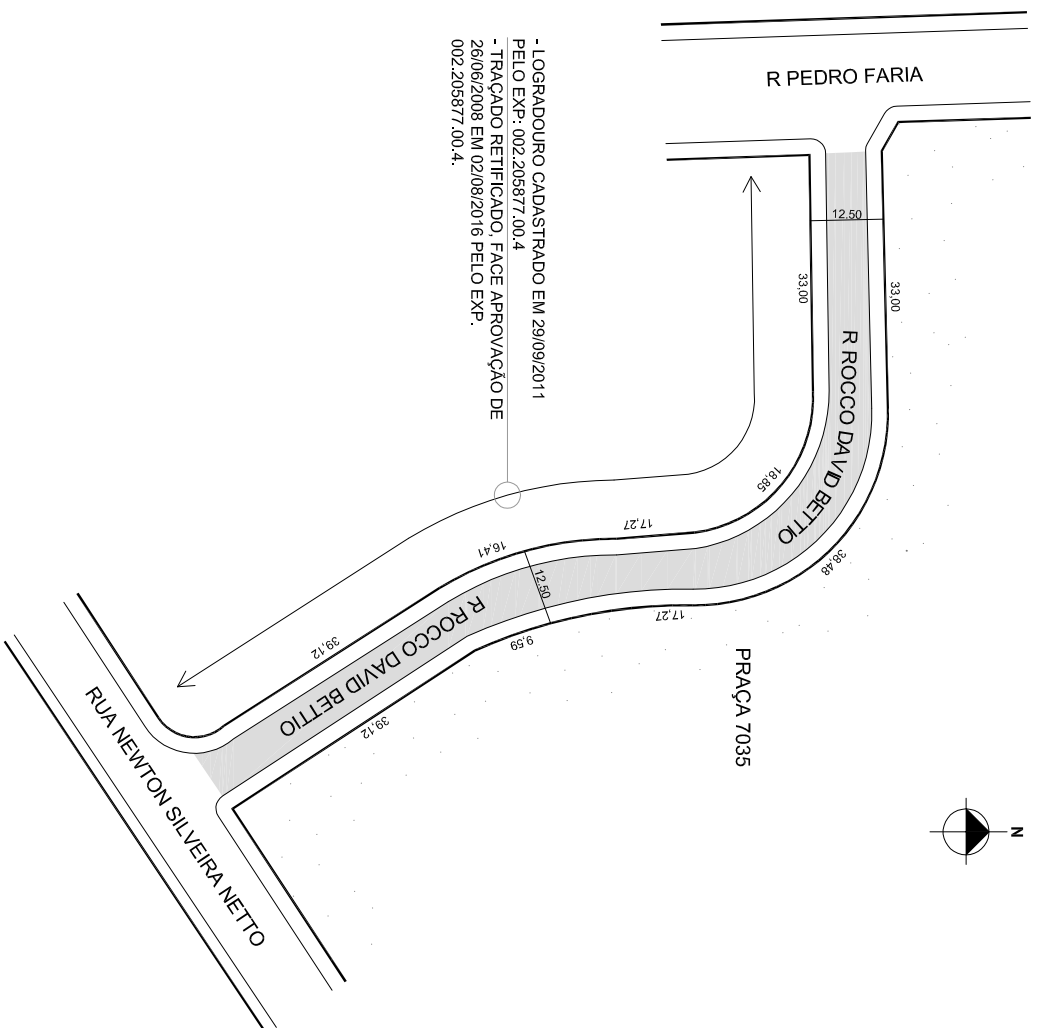 R PEDRO FARIA
- LOGRADOURO CADASTRADO EM 29/09/2011
PELO EXP: 002.205877.00.4
- TRAÇADO RETIFICADO, FACE APROVAÇÃO DE
26/06/2008 EM 02/08/2016 PELO EXP.
002.205877.00.4.
12.50
33,00
33,00
R ROCCO DAVID BETTIO
18,85
38,48
17,27
17,27
16,41
12,50
9,59
R ROCCO DAVID BETTIO
39,12
39,12
PRAÇA 7035
RUA NEWTON SILVEIRA NETTO
N